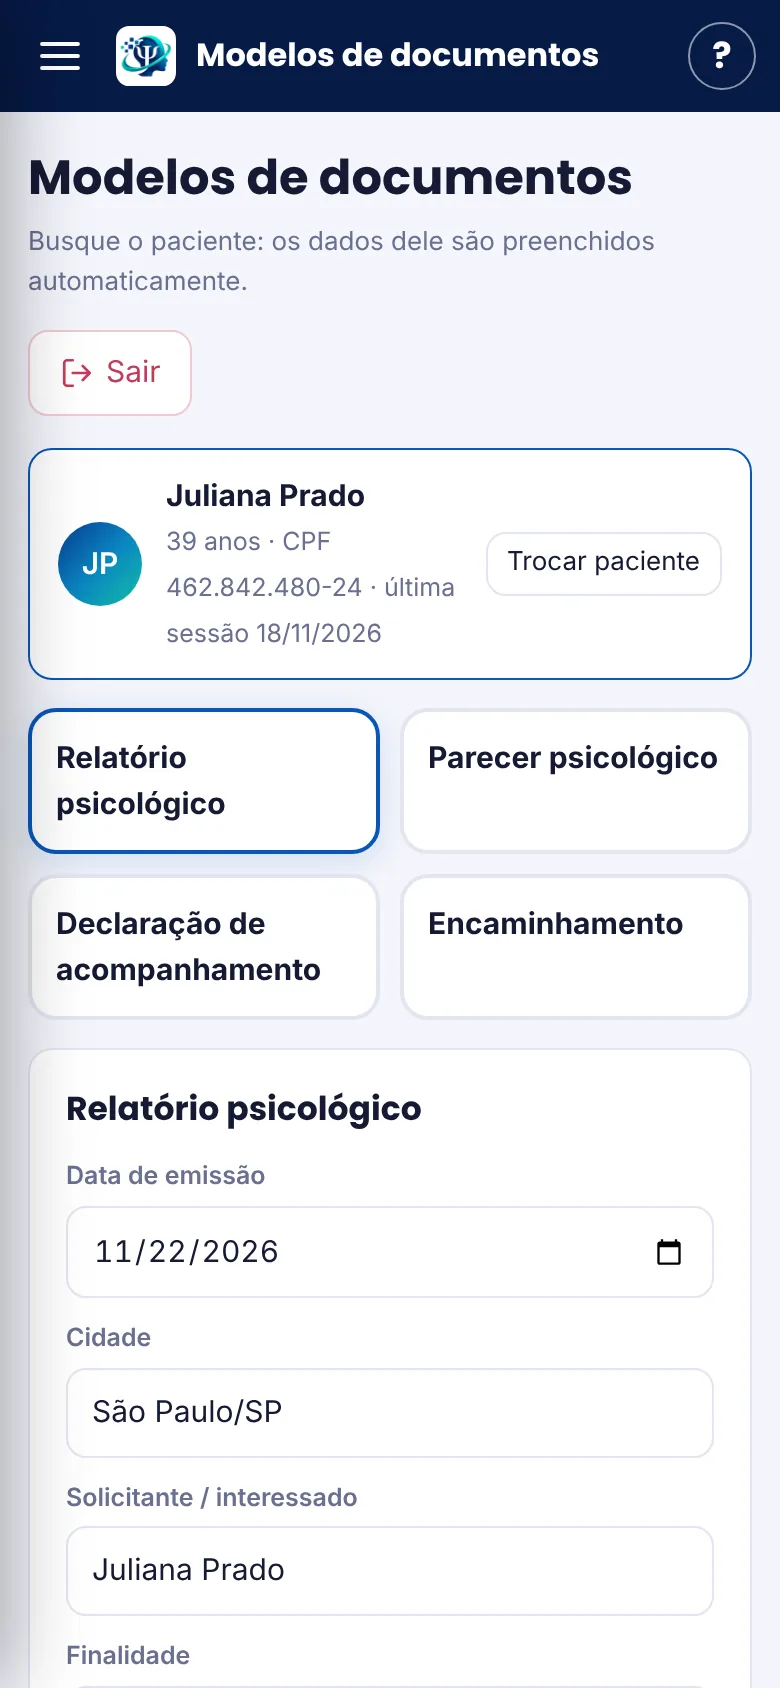 Modelos de documentos
?
Modelos de documentos
Busque o paciente: os dados dele são preenchidos
automaticamente.
Sair
JP
Juliana Prado
39 anos · CPF
462.842.480-24 · última
sessão 18/11/2026
Trocar paciente
Relatório
psicológico
Parecer psicológico
Declaração de
acompanhamento
Encaminhamento
Relatório psicológico
Data de emissão
11/22/2026
Cidade
São Paulo/SP
Solicitante / interessado
Juliana Prado
Finalidade